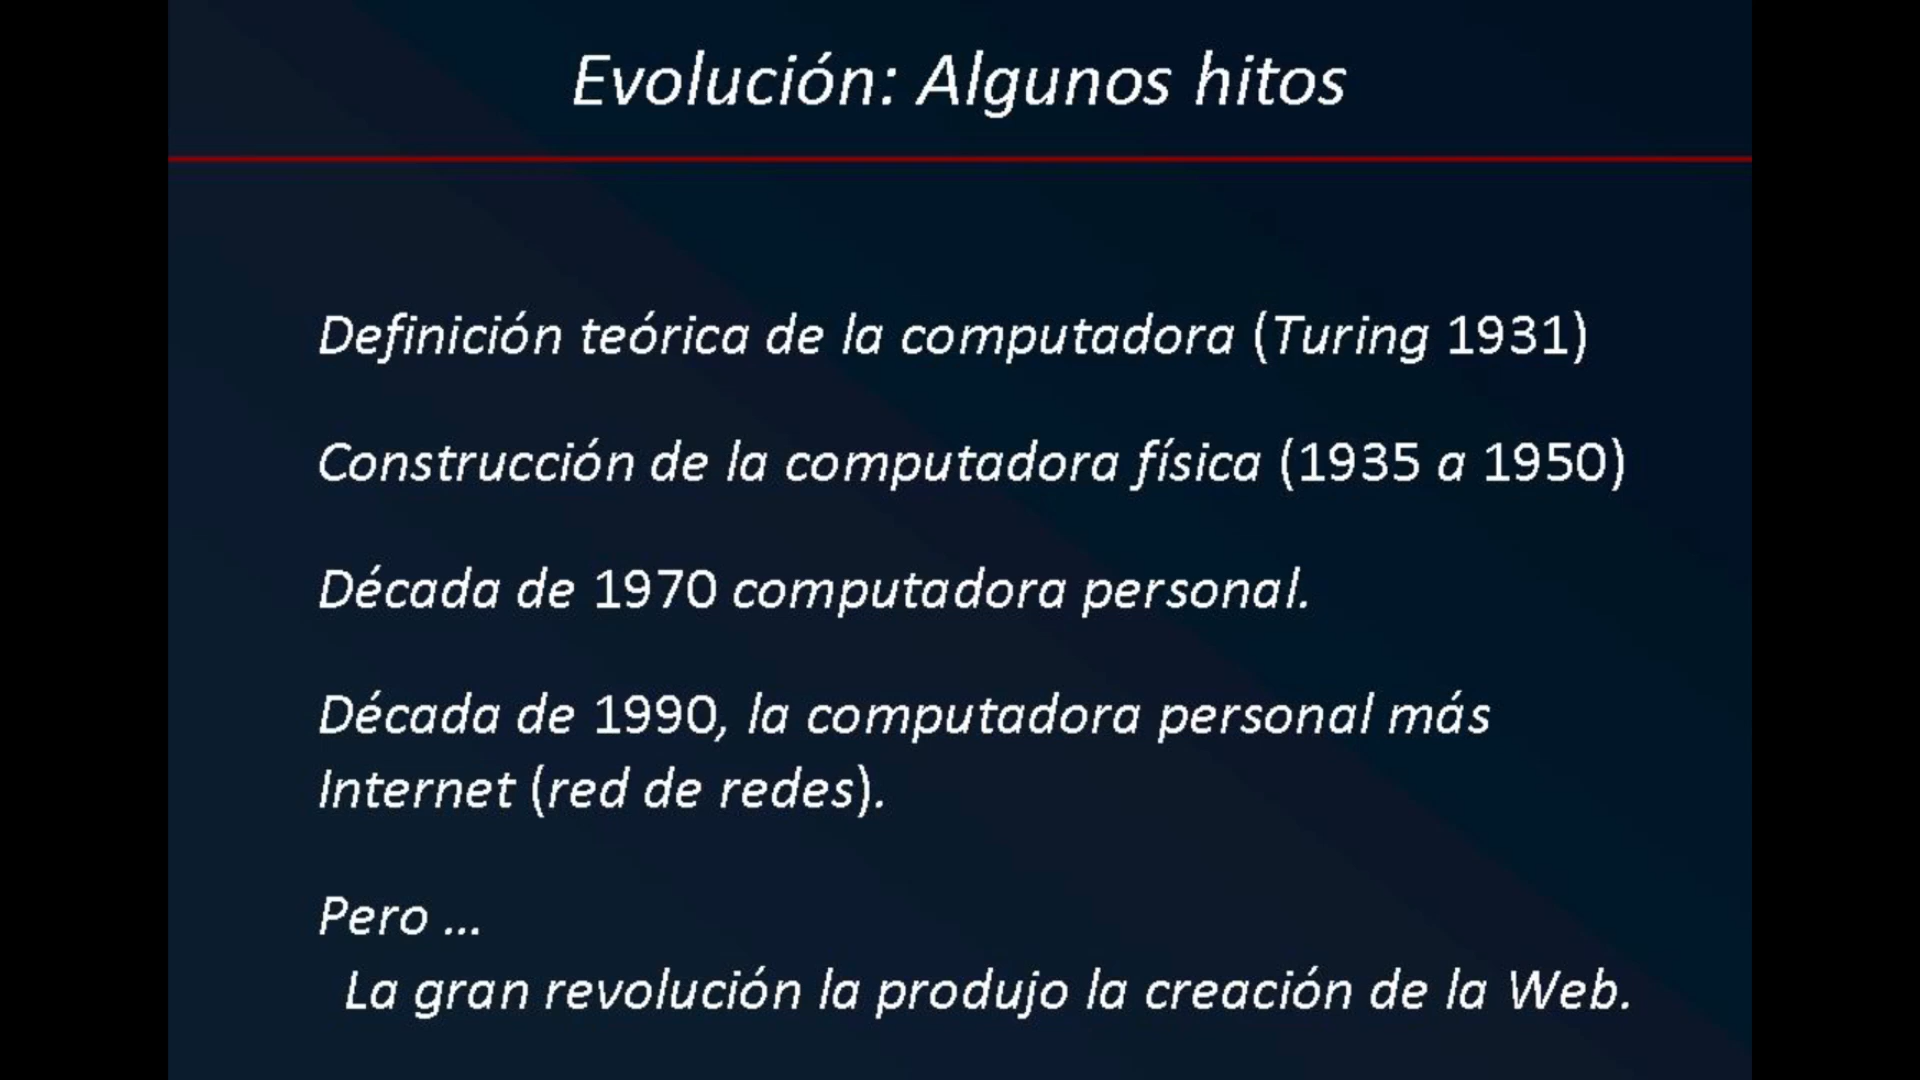 Evolución: Algunos hitos
Definición teórica de la computadora (Turing 1931)
Construcción de la computadora física (1935 a 1950)
Década de 1970 computadora personal.
Década de 1990, la computadora personal más
Internet (red de redes).
Pero ...
La gran revolución la produjo la creación de la Web.